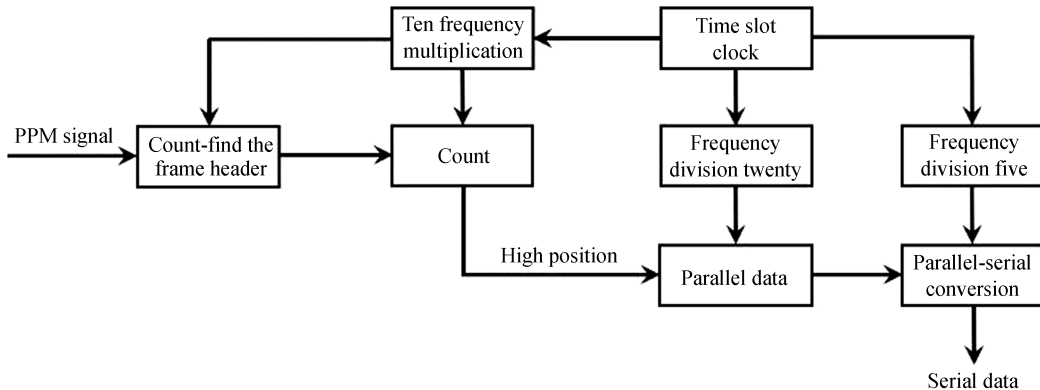 Ten frequency
multiplication
Time slot
clock
PPM signal
Count-find the
frame header
Count
Frequency
division twenty
Frequency
division five
High position
Parallel data
Parallel-serial
conversion
Serial data